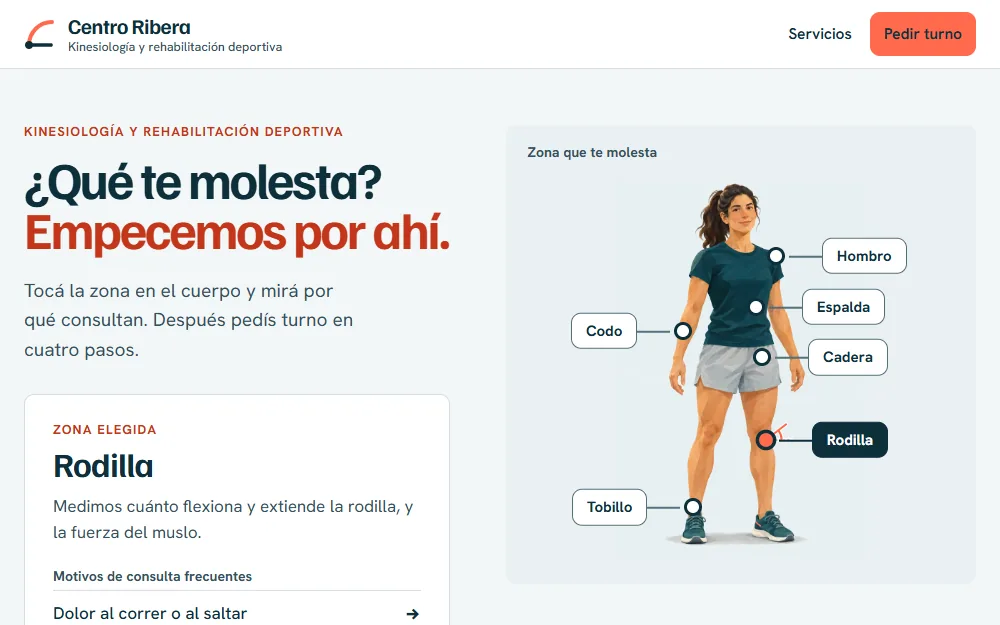 Centro Ribera
Kinesiología y rehabilitación deportiva
Servicios
Pedir turno
KINESIOLOGÍA Y REHABILITACIÓN DEPORTIVA
¿Qué te molesta?
Empecemos por ahí.
Tocá la zona en el cuerpo y mirá por
qué consultan. Después pedís turno en
cuatro pasos.
ZONA ELEGIDA
Rodilla
Medimos cuánto flexiona y extiende la rodilla, y
la fuerza del muslo.
Motivos de consulta frecuentes
Dolor al correr o al saltar
Zona que te molesta
Hombro
Espalda
Codo
Cadera
Rodilla
Tobillo